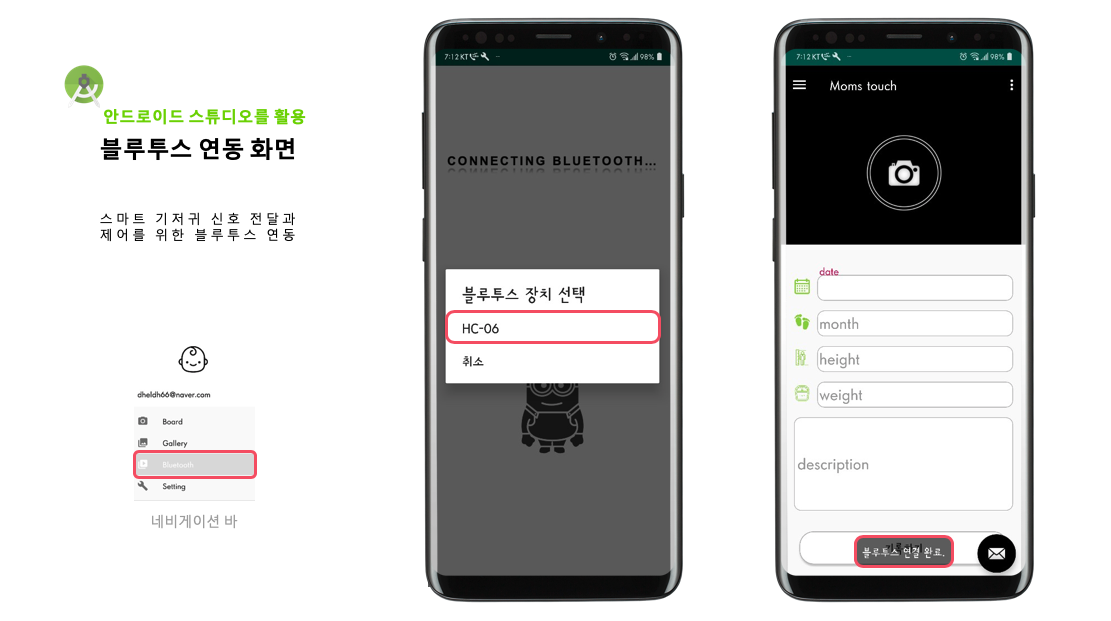 안드로이드 스튜디오를 활용
블루투스 연동 화면
스마트 기저귀 신호 전달과
제어를 위한 블루투스 연동
dheldh66@naver.com
Board
Gallery
Bluetooth
Setting
네비게이션 바
7:12 KT
98%
CONNECTING BLUETOOTH...
블루투스 장치 선택
HC-06
취소
7:12 KT
98%
Moms touch
date
month
height
weight
description
블루투스 연결 완료.